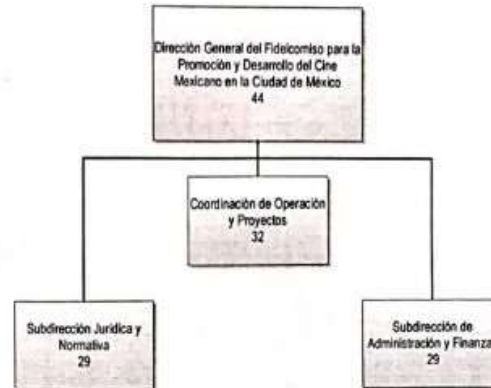 Dirección General del Fideicomiso para la
Promoción y Desarrollo del Cine
Mexicano en la Ciudad de México
44
Coordinación de Operación
y Proyectos
32
Subdirección Jurídica y
Normativa
29
Subdirección de
Administración y Finanzas
29